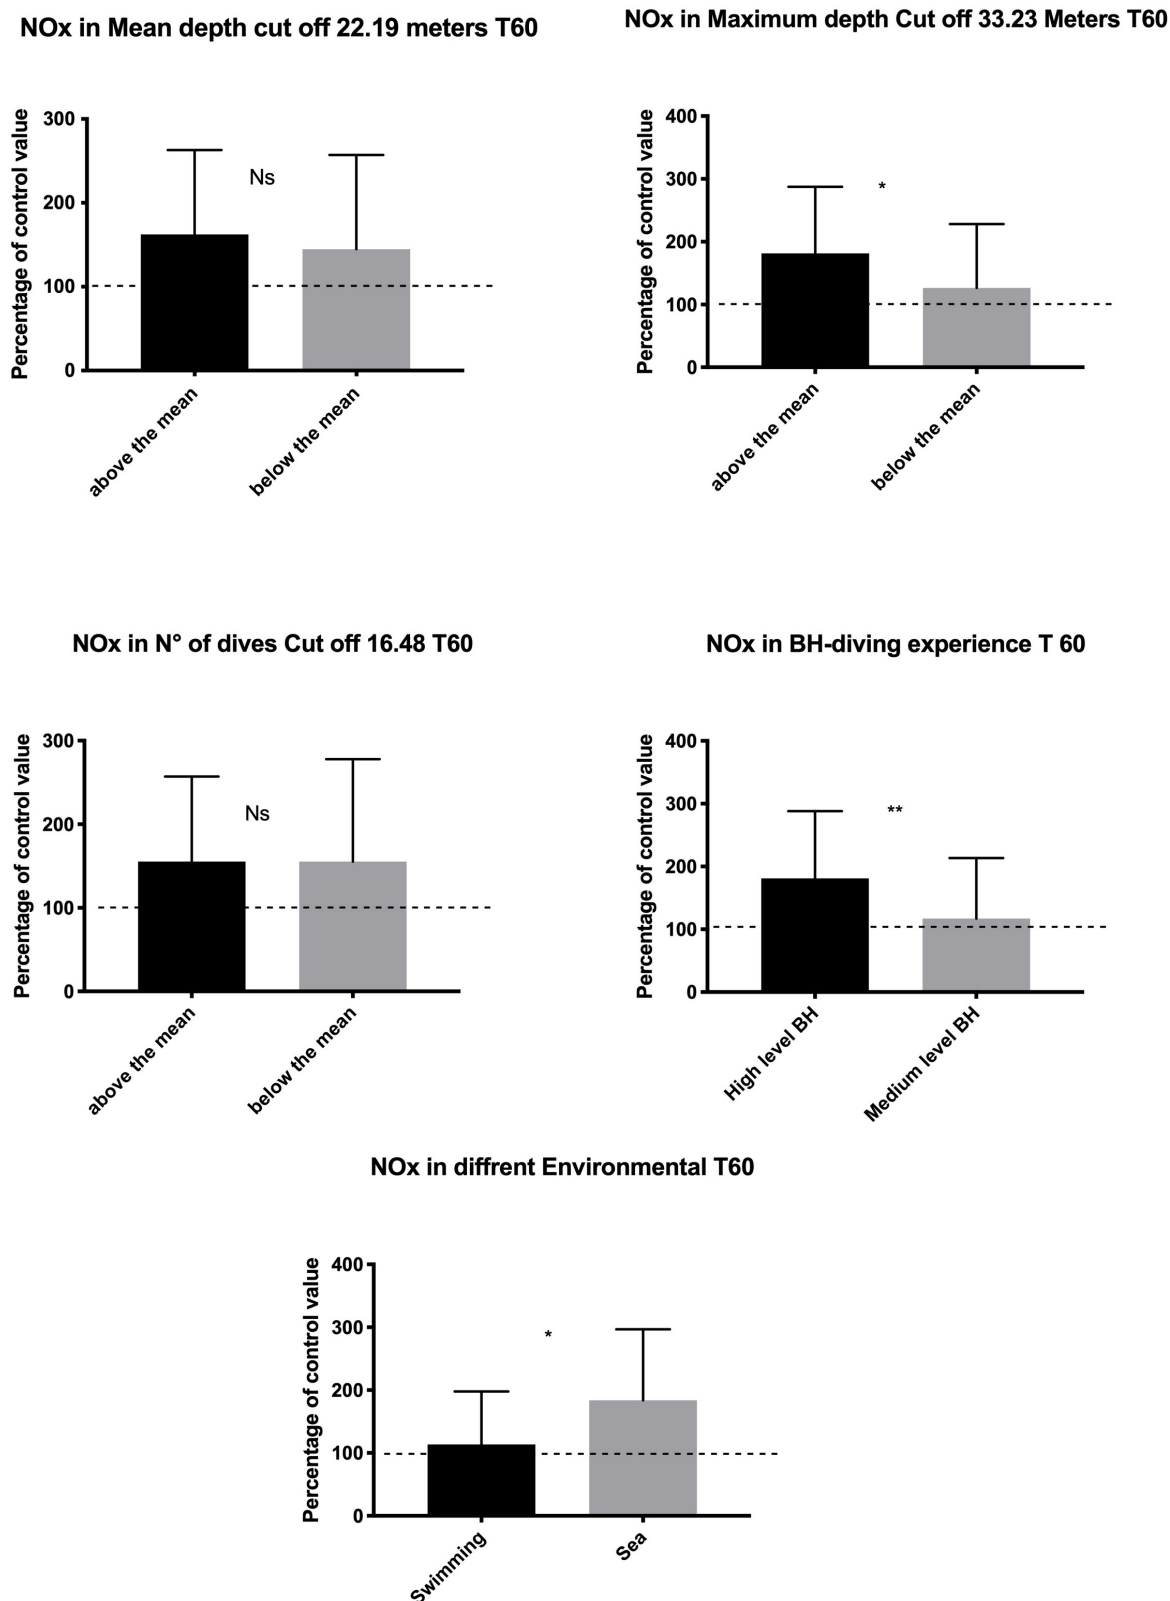 NOx in Mean depth cut off 22.19 meters T60
Percentage of control value
300
200
100
0
Ns
above the mean
below the mean
NOx in Maximum depth Cut off 33.23 Meters T60
Percentage of control value
400
300
200
100
0
*
above the mean
below the mean
NOx in N° of dives Cut off 16.48 T60
Percentage of control value
300
200
100
0
Ns
above the mean
below the mean
NOx in BH-diving experience T 60
Percentage of control value
400
300
200
100
0
**
High level BH
Medium level BH
NOx in diffrent Environmental T60
Percentage of control value
400
300
200
100
0
*
Swimming
Sea